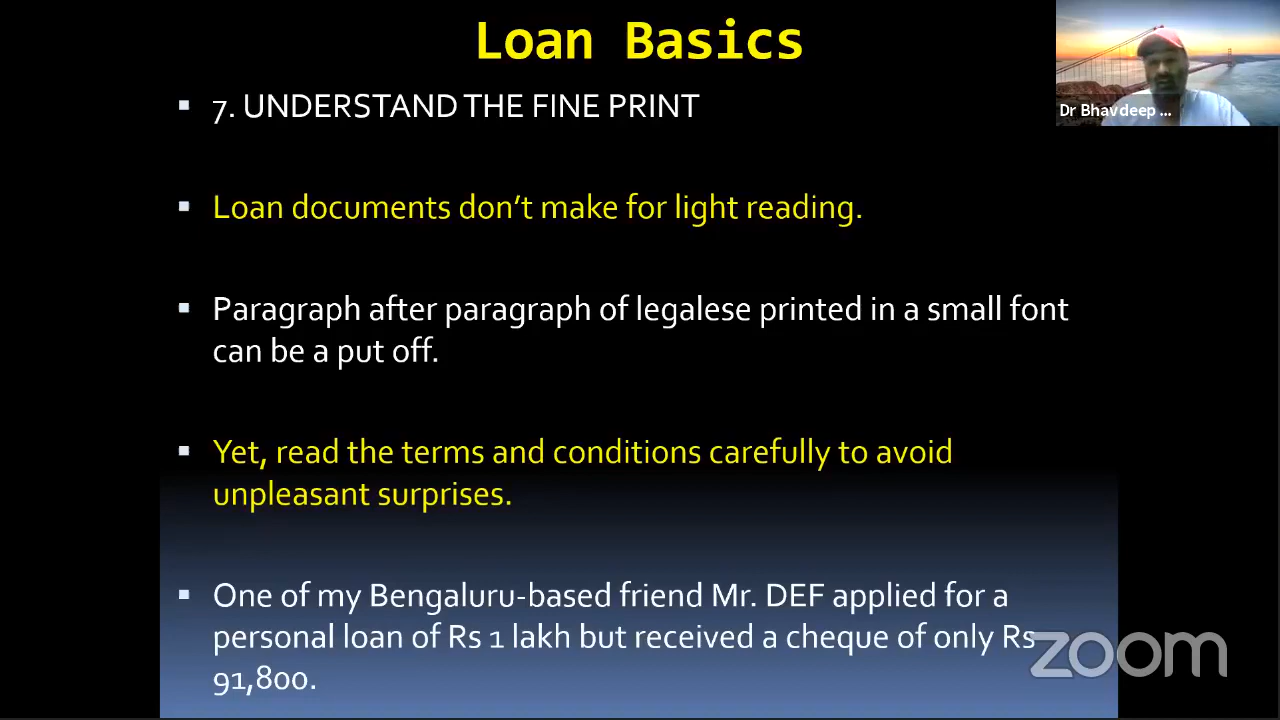 Loan Basics
7. UNDERSTAND THE FINE PRINT
Loan documents don't make for light reading.
Paragraph after paragraph of legalese printed in a small font
can be a put off.
Yet, read the terms and conditions carefully to avoid
unpleasant surprises.
One of my Bengaluru-based friend Mr. DEF applied for a
personal loan of Rs 1 lakh but received a cheque of only Rs
91,800.
Dr Bhavdeep ...
zoom